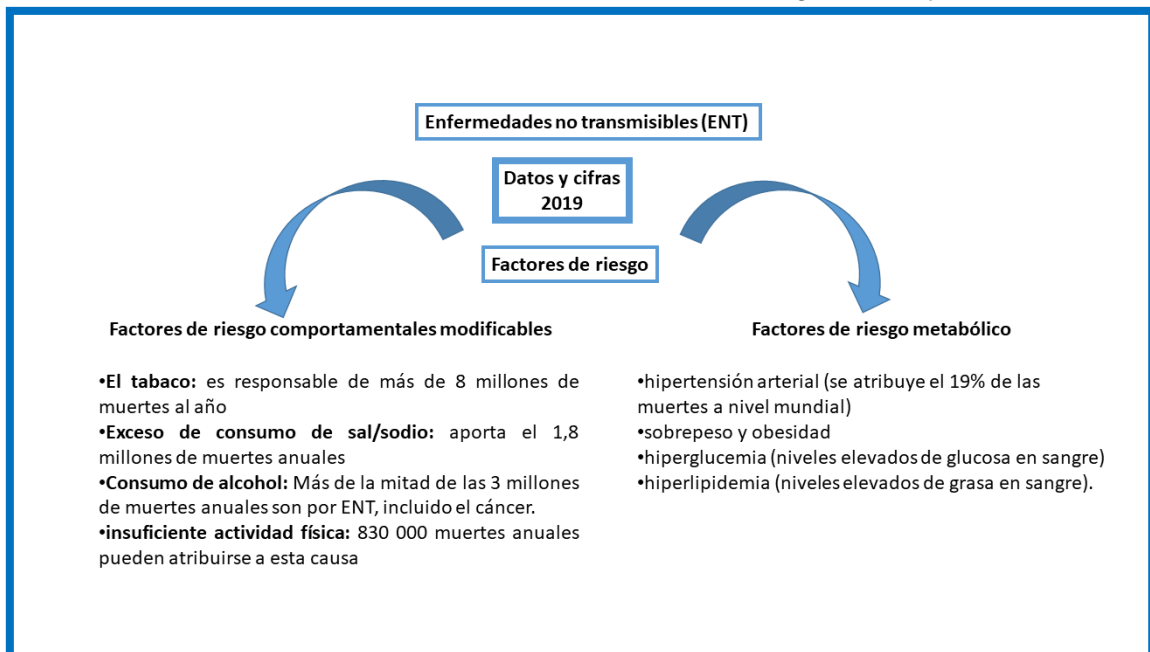 Enfermedades no transmisibles (ENT)
Datos y cifras
2019
Factores de riesgo
Factores de riesgo comportamentales modificables
•El tabaco: es responsable de más de 8 millones de
muertes al año
•Exceso de consumo de sal/sodio: aporta el 1,8
millones de muertes anuales
•Consumo de alcohol: Más de la mitad de las 3 millones
de muertes anuales son por ENT, incluido el cáncer.
•insuficiente actividad física: 830 000 muertes anuales
pueden atribuirse a esta causa
Factores de riesgo metabólico
•hipertensión arterial (se atribuye el 19% de las
muertes a nivel mundial)
•sobrepeso y obesidad
•hiperglucemia (niveles elevados de glucosa en sangre)
•hiperlipidemia (niveles elevados de grasa en sangre).